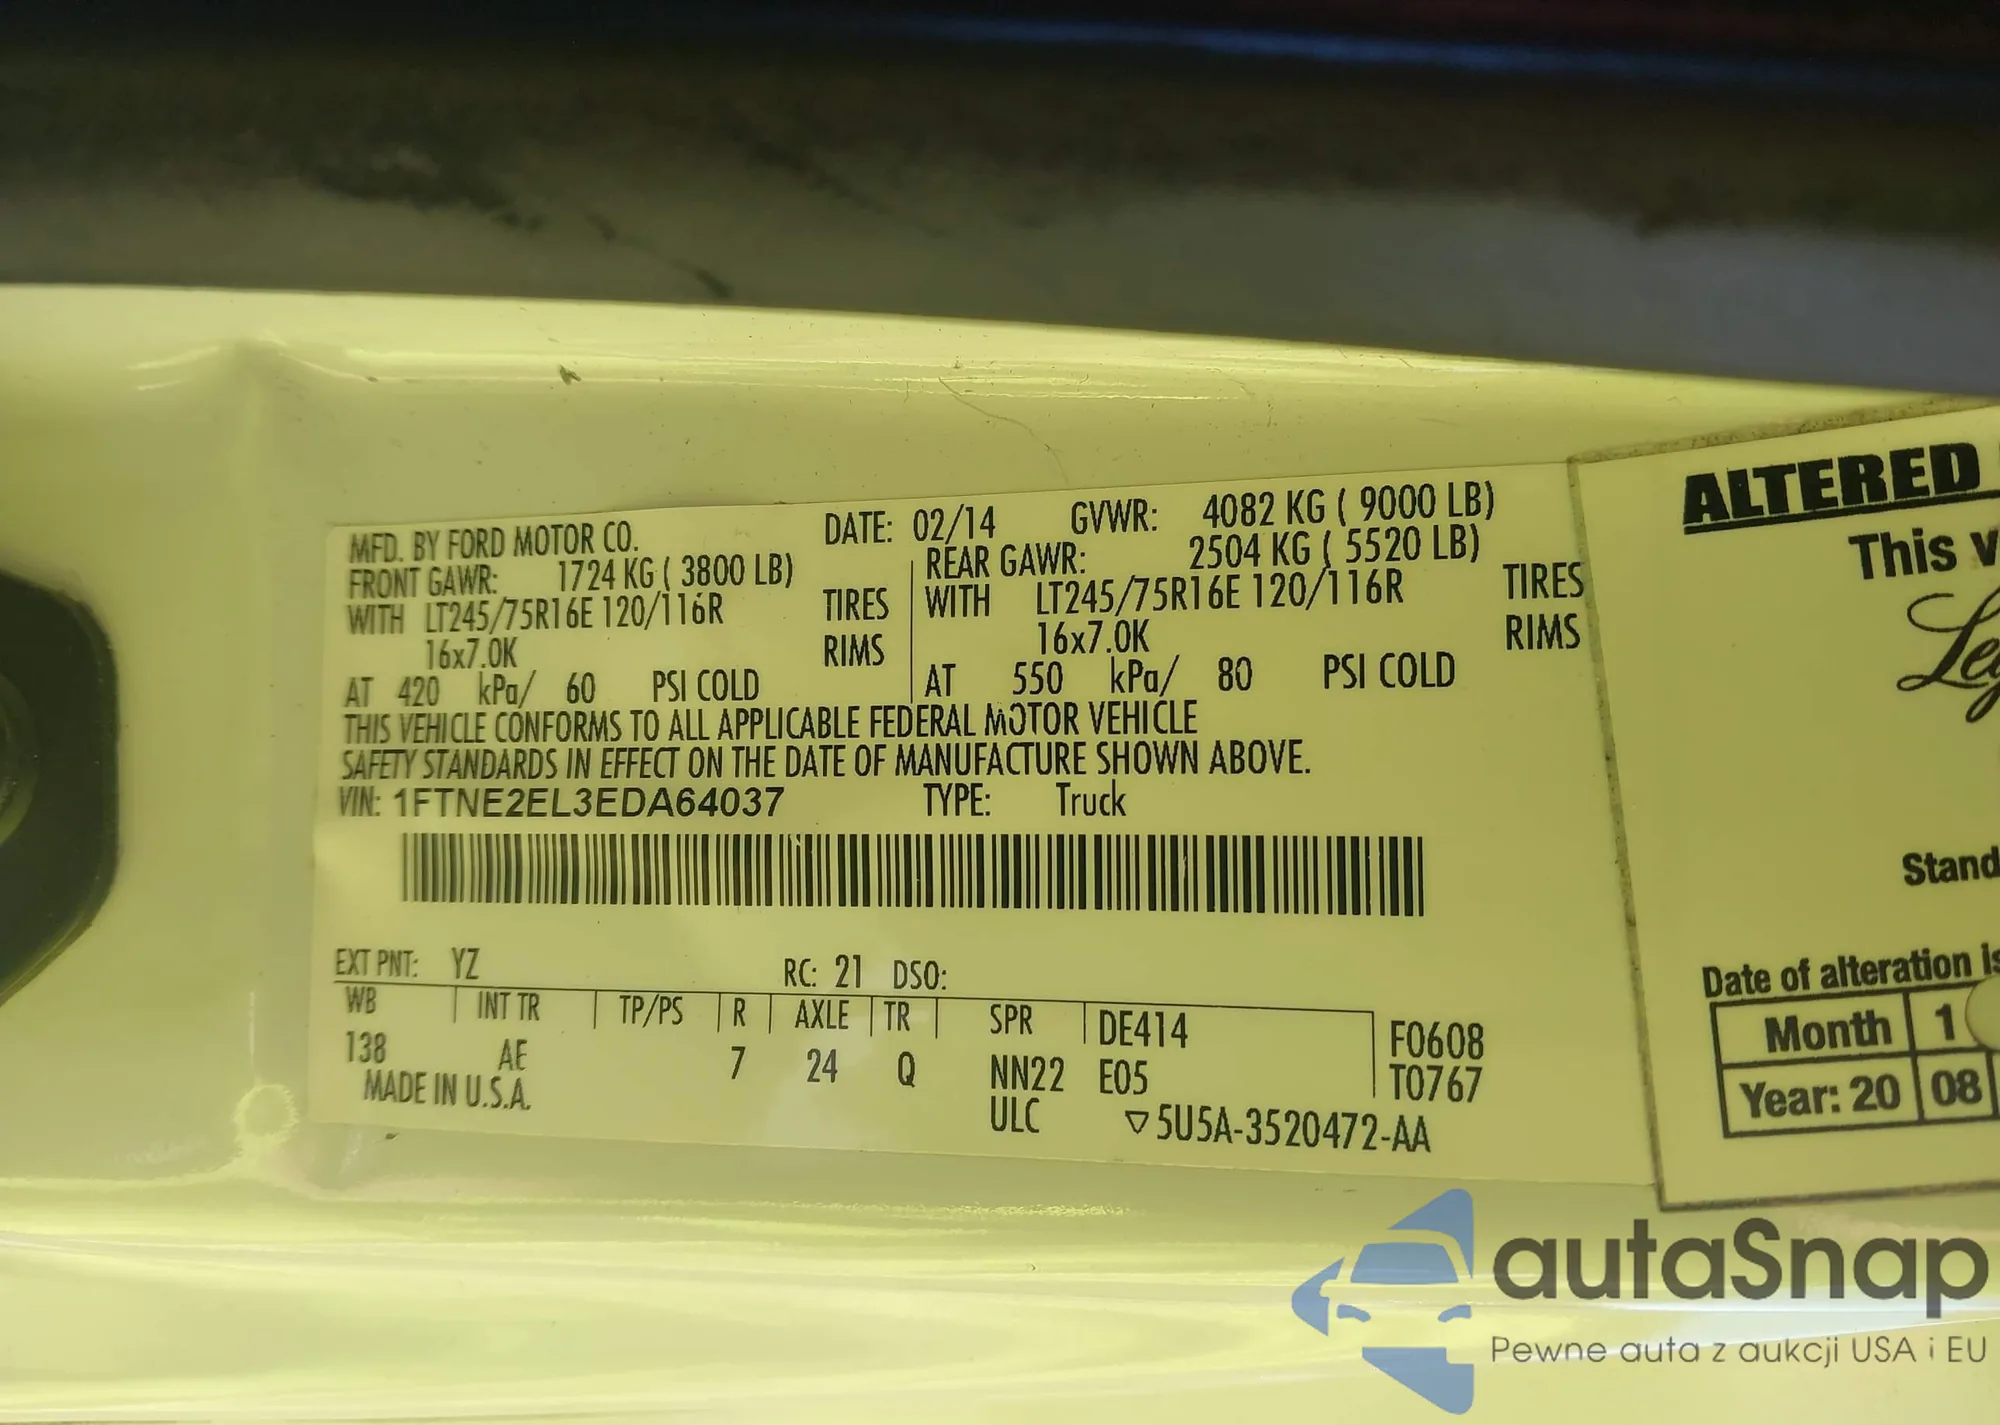 MFD. BY FORD MOTOR CO. DATE: 02/14 GVWR: 4082 KG ( 9000 LB)
FRONT GAWR: 1724 KG ( 3800 LB) REAR GAWR: 2504 KG ( 5520 LB)
WITH LT245/75R16E 120/116R TIRES WITH LT245/75R16E 120/116R TIRES
16x7.0K RIMS 16x7.0K RIMS
AT 420 kPa/ 60 PSI COLD AT 550 kPa/ 80 PSI COLD
THIS VEHICLE CONFORMS TO ALL APPLICABLE FEDERAL MOTOR VEHICLE
SAFETY STANDARDS IN EFFECT ON THE DATE OF MANUFACTURE SHOWN ABOVE.
VIN: 1FTNE2EL3EDA64037 TYPE: Truck
EXT PNT: YZ RC: 21 DSO:
WB INT TR TP/PS R AXLE TR SPR DE414 F0608
138 AE 7 24 Q NN22 E05 T0767
MADE IN U.S.A. ULC ▽5U5A-3520472-AA
ALTERED
This v
Leg
Stand
Date of alteration is
Month 1
Year: 20 08
autaSnap
Pewne auta z aukcji USA i EU